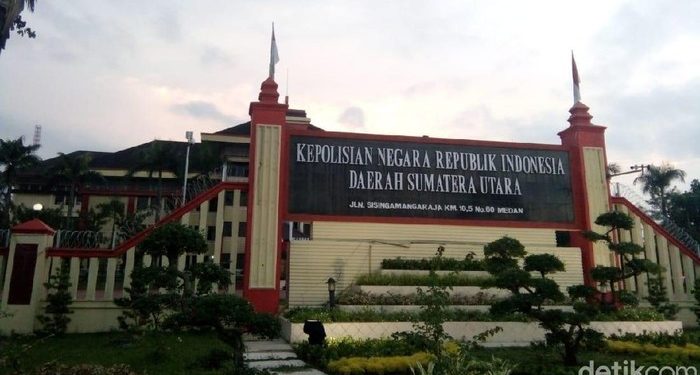 KEPOLISIAN NEGARA REPUBLIK INDONESIA
DAERAH SUMATERA UTARA
JLN. SISINGAMANGARAJA KM. 10,5 No.60 MEDAN
detikcom